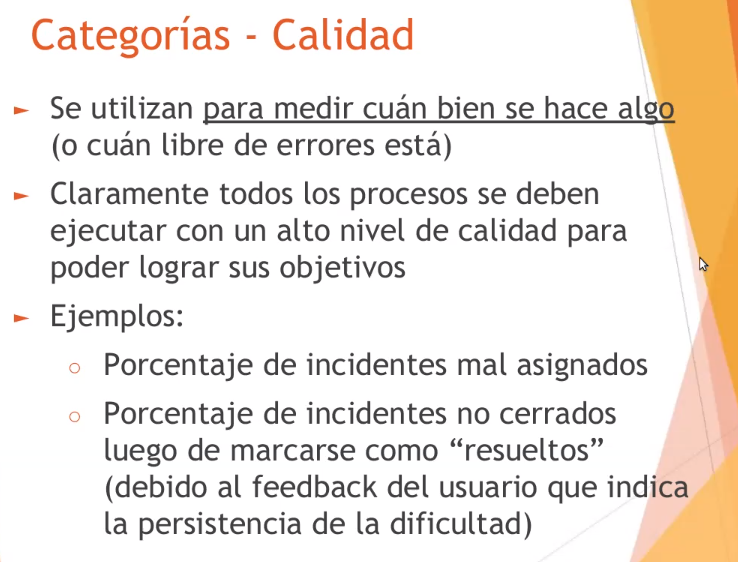 Categorías - Calidad
► Se utilizan para medir cuán bien se hace algo
(o cuán libre de errores está)
► Claramente todos los procesos se deben
ejecutar con un alto nivel de calidad para
poder lograr sus objetivos
► Ejemplos:
○ Porcentaje de incidentes mal asignados
○ Porcentaje de incidentes no cerrados
luego de marcarse como “resueltos”
(debido al feedback del usuario que indica
la persistencia de la dificultad)